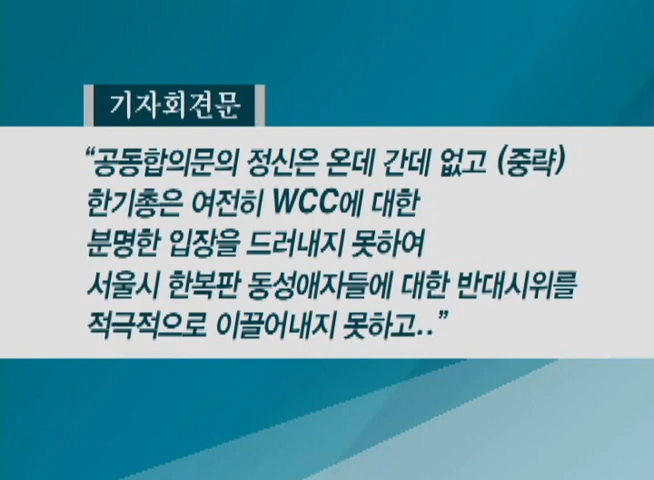 기자회견문
“공동합의문의 정신은 온데 간데 없고 (중략)
한기총은 여전히 WCC에 대한
분명한 입장을 드러내지 못하여
서울시 한복판 동성애자들에 대한 반대시위를
적극적으로 이끌어내지 못하고..”